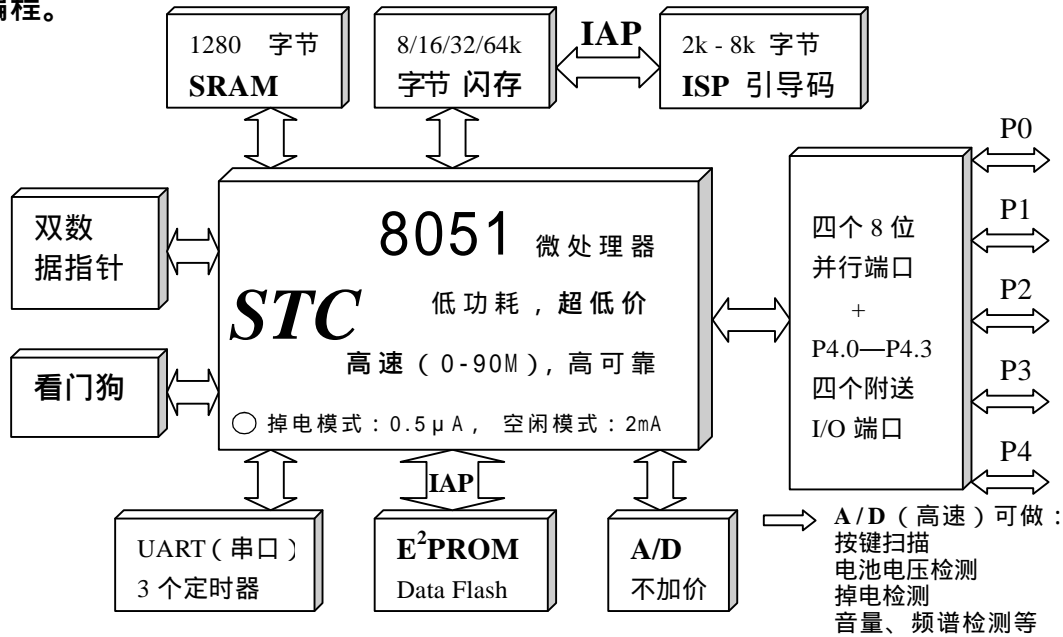 编程。
1280 字节
SRAM
8/16/32/64k
字节 闪存
IAP
2k - 8k 字节
ISP 引导码
双数
据指针
看门狗
8051 微处理器
STC
低功耗，超低价
高速（0-90M），高可靠
○ 掉电模式：0.5μA， 空闲模式：2mA
四个 8 位
并行端口
+
P4.0—P4.3
四个附送
I/O 端口
P0
P1
P2
P3
P4
UART（串口）
3 个定时器
IAP
E²PROM
Data Flash
A/D
不加价
A/D（高速）可做：
按键扫描
电池电压检测
掉电检测
音量、频谱检测等